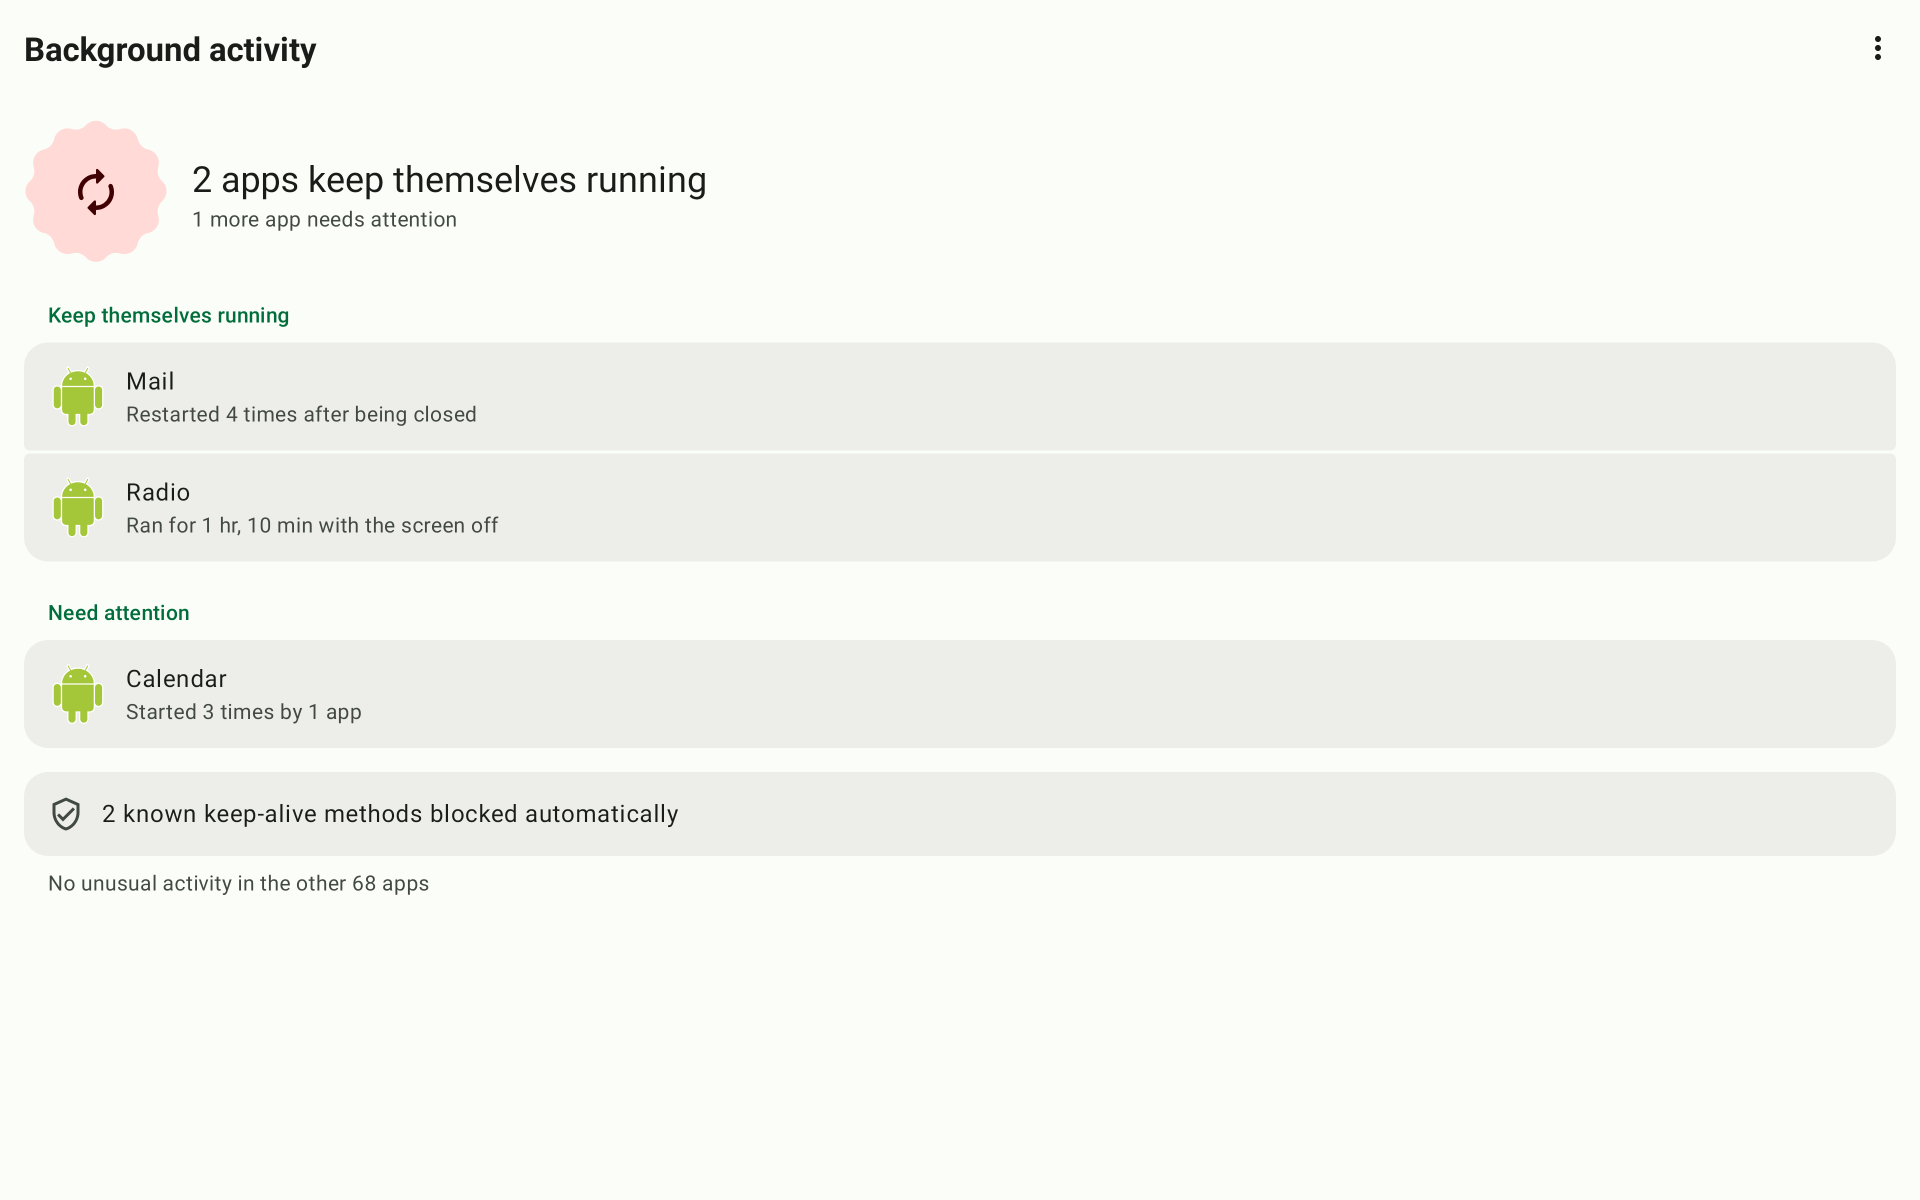 Background activity
2 apps keep themselves running
1 more app needs attention
Keep themselves running
Mail
Restarted 4 times after being closed
Radio
Ran for 1 hr, 10 min with the screen off
Need attention
Calendar
Started 3 times by 1 app
2 known keep-alive methods blocked automatically
No unusual activity in the other 68 apps